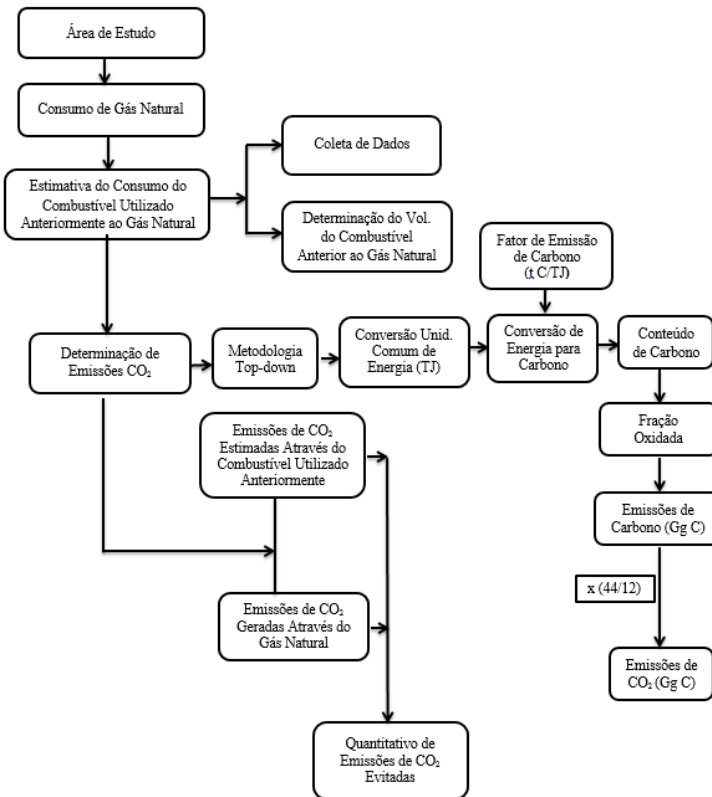 Área de Estudo
Consumo de Gás Natural
Estimativa do Consumo do
Combustível Utilizado
Anteriormente ao Gás Natural
Coleta de Dados
Determinação do Vol.
do Combustível
Anterior ao Gás Natural
Fator de Emissão
de Carbono
(t C/TJ)
Determinação de
Emissões CO₂
Metodologia
Top-down
Conversão Unid.
Comum de
Energia (TJ)
Conversão de
Energia para
Carbono
Conteúdo
de Carbono
Fração
Oxidada
Emissões de
Carbono (Gg C)
x (44/12)
Emissões de
CO₂ (Gg C)
Emissões de CO₂
Estimadas Através do
Combustível Utilizado
Anteriormente
Emissões de CO₂
Geradas Através do
Gás Natural
Quantitativo de
Emissões de CO₂
Evitadas